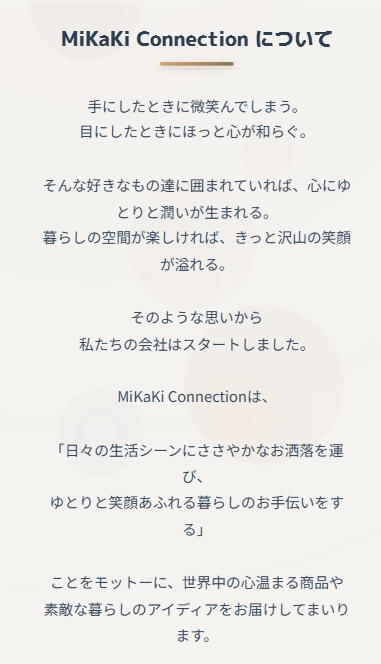 MiKaKi Connection について
手にしたときに微笑んでしまう。
目にしたときにほっと心が和らぐ。
そんな好きなもの達に囲まれていれば、心にゆ
とりと潤いが生まれる。
暮らしの空間が楽しければ、きっと沢山の笑顔
が溢れる。
そのような思いから
私たちの会社はスタートしました。
MiKaKi Connectionは、
「日々の生活シーンにささやかなお洒落を運
び、
ゆとりと笑顔あふれる暮らしのお手伝いをす
る」
ことをモットーに、世界中の心温まる商品や
素敵な暮らしのアイディアをお届けしてまいり
ます。